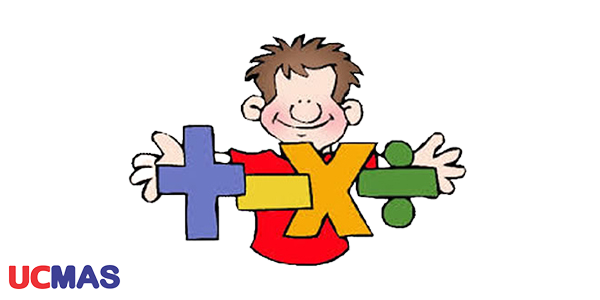 + - X ÷
UCMAS